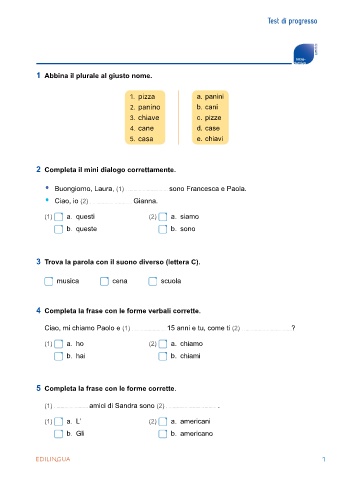 Test di progresso
1 Abbina il plurale al giusto nome.
1. pizza
2. panino
3. chiave
4. cane
5. casa
a. panini
b. cani
c. pizze
d. case
e. chiavi
2 Completa il mini dialogo correttamente.
• Buongiorno, Laura, (1) .................... sono Francesca e Paola.
• Ciao, io (2) .................... Gianna.
(1) a. questi (2) a. siamo
b. queste b. sono
3 Trova la parola con il suono diverso (lettera C).
musica cena scuola
4 Completa la frase con le forme verbali corrette.
Ciao, mi chiamo Paolo e (1) ................ 15 anni e tu, come ti (2) ........................ ?
(1) a. ho (2) a. chiamo
b. hai b. chiami
5 Completa la frase con le forme corrette.
(1) ................ amici di Sandra sono (2) ........................ .
(1) a. L' (2) a. americani
b. Gli b. americano
EDILINGUA 1